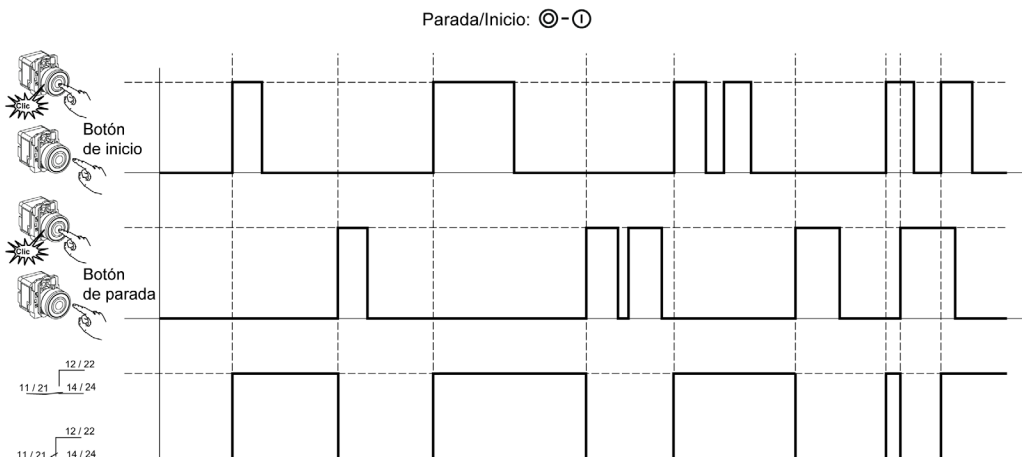 Parada/Inicio:
Clic
Botón
de inicio
Clic
Botón
de parada
12 / 22
11 / 21 14 / 24
12 / 22
11 / 21 14 / 24